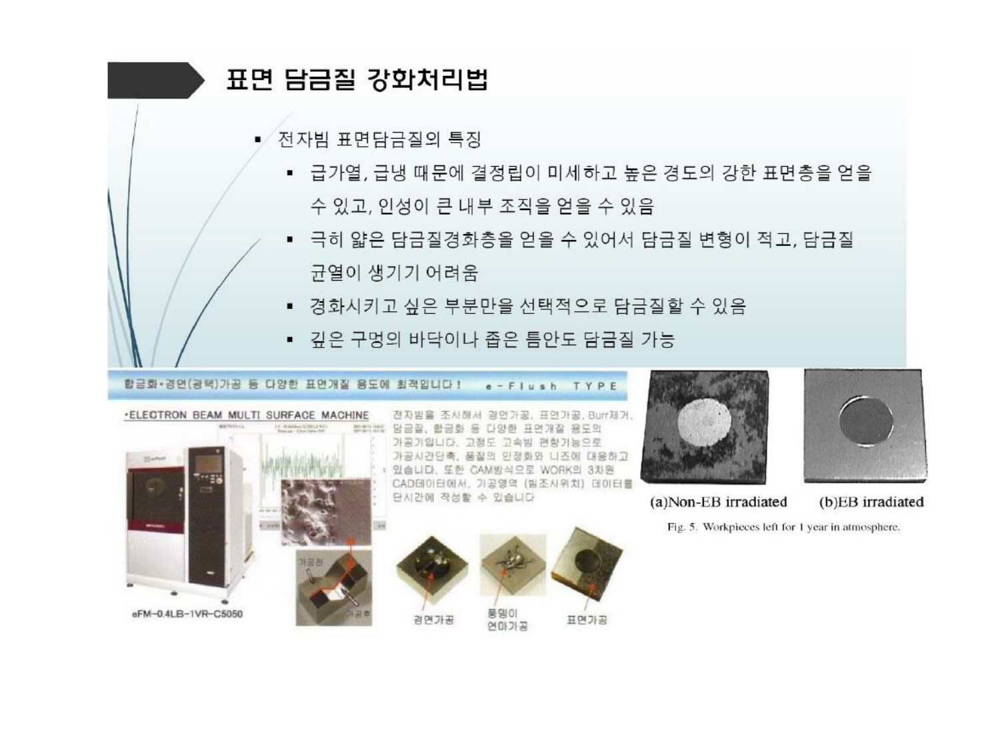 표면 담금질 강화처리법
▪ 전자빔 표면담금질의 특징
▪ 급가열, 급냉 때문에 결정립이 미세하고 높은 경도의 강한 표면층을 얻을
수 있고, 인성이 큰 내부 조직을 얻을 수 있음
▪ 극히 얇은 담금질경화층을 얻을 수 있어서 담금질 변형이 적고, 담금질
균열이 생기기 어려움
▪ 경화시키고 싶은 부분만을 선택적으로 담금질할 수 있음
▪ 깊은 구멍의 바닥이나 좁은 틈안도 담금질 가능
합금화•경면(광택)가공 등 다양한 표면개질 용도에 최적입니다! e-Flush TYPE
•ELECTRON BEAM MULTI SURFACE MACHINE
전자빔을 조사해서 경면가공, 표면가공, Burr제거,
담금질, 합금화 등 다양한 표면개질 용도의
가공기입니다. 고정도 고속빔 편향기능으로
가공시간단축, 품질의 안정화와 니즈에 대응하고
있습니다. 또한 CAM방식으로 WORK의 3차원
CAD데이터에서, 가공영역 (빔조사위치) 데이터를
단시간에 작성할 수 있습니다
가공전
가공후
eFM-0.4LB-1VR-C5050
경면가공
풍뎅이
연마가공
표면가공
(a)Non-EB irradiated
(b)EB irradiated
Fig. 5. Workpieces left for 1 year in atmosphere.